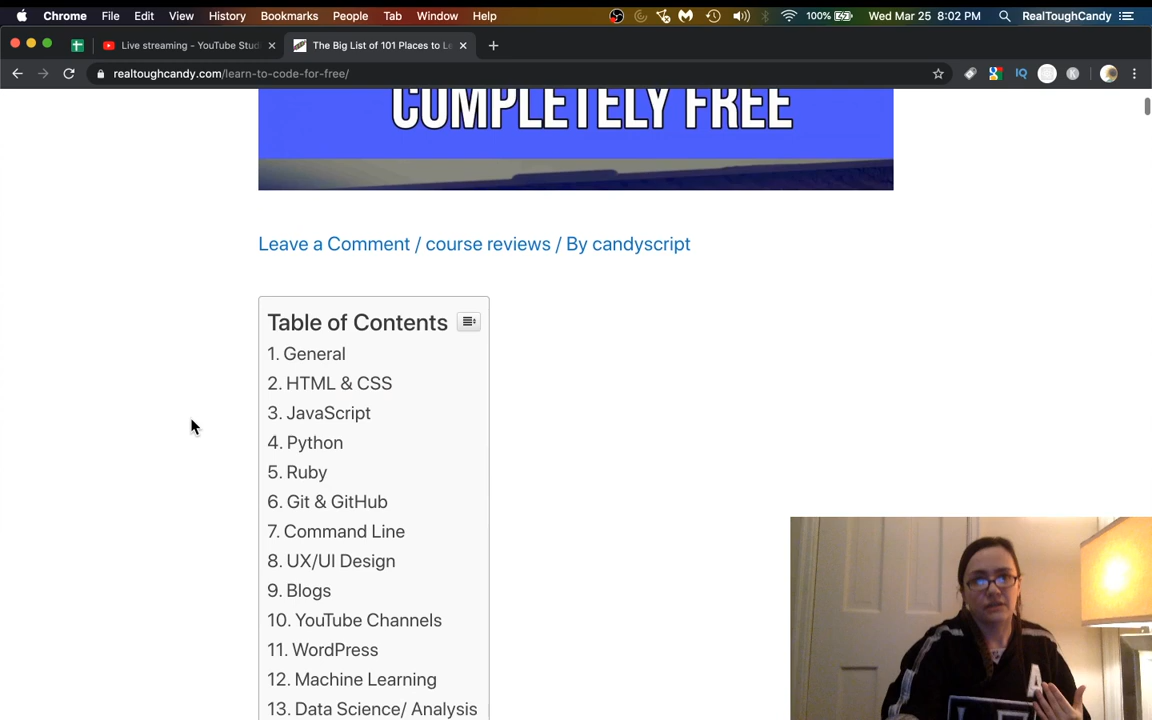 Chrome File Edit View History Bookmarks People Tab Window Help 100% Wed Mar 25 8:02 PM RealToughCandy
Live streaming - YouTube Stud The Big List of 101 Places to Le
realtoughcandy.com/learn-to-code-for-free/
COMPLETELY FREE
Leave a Comment / course reviews / By candyscript
Table of Contents
1. General
2. HTML & CSS
3. JavaScript
4. Python
5. Ruby
6. Git & GitHub
7. Command Line
8. UX/UI Design
9. Blogs
10. YouTube Channels
11. WordPress
12. Machine Learning
13. Data Science/ Analysis